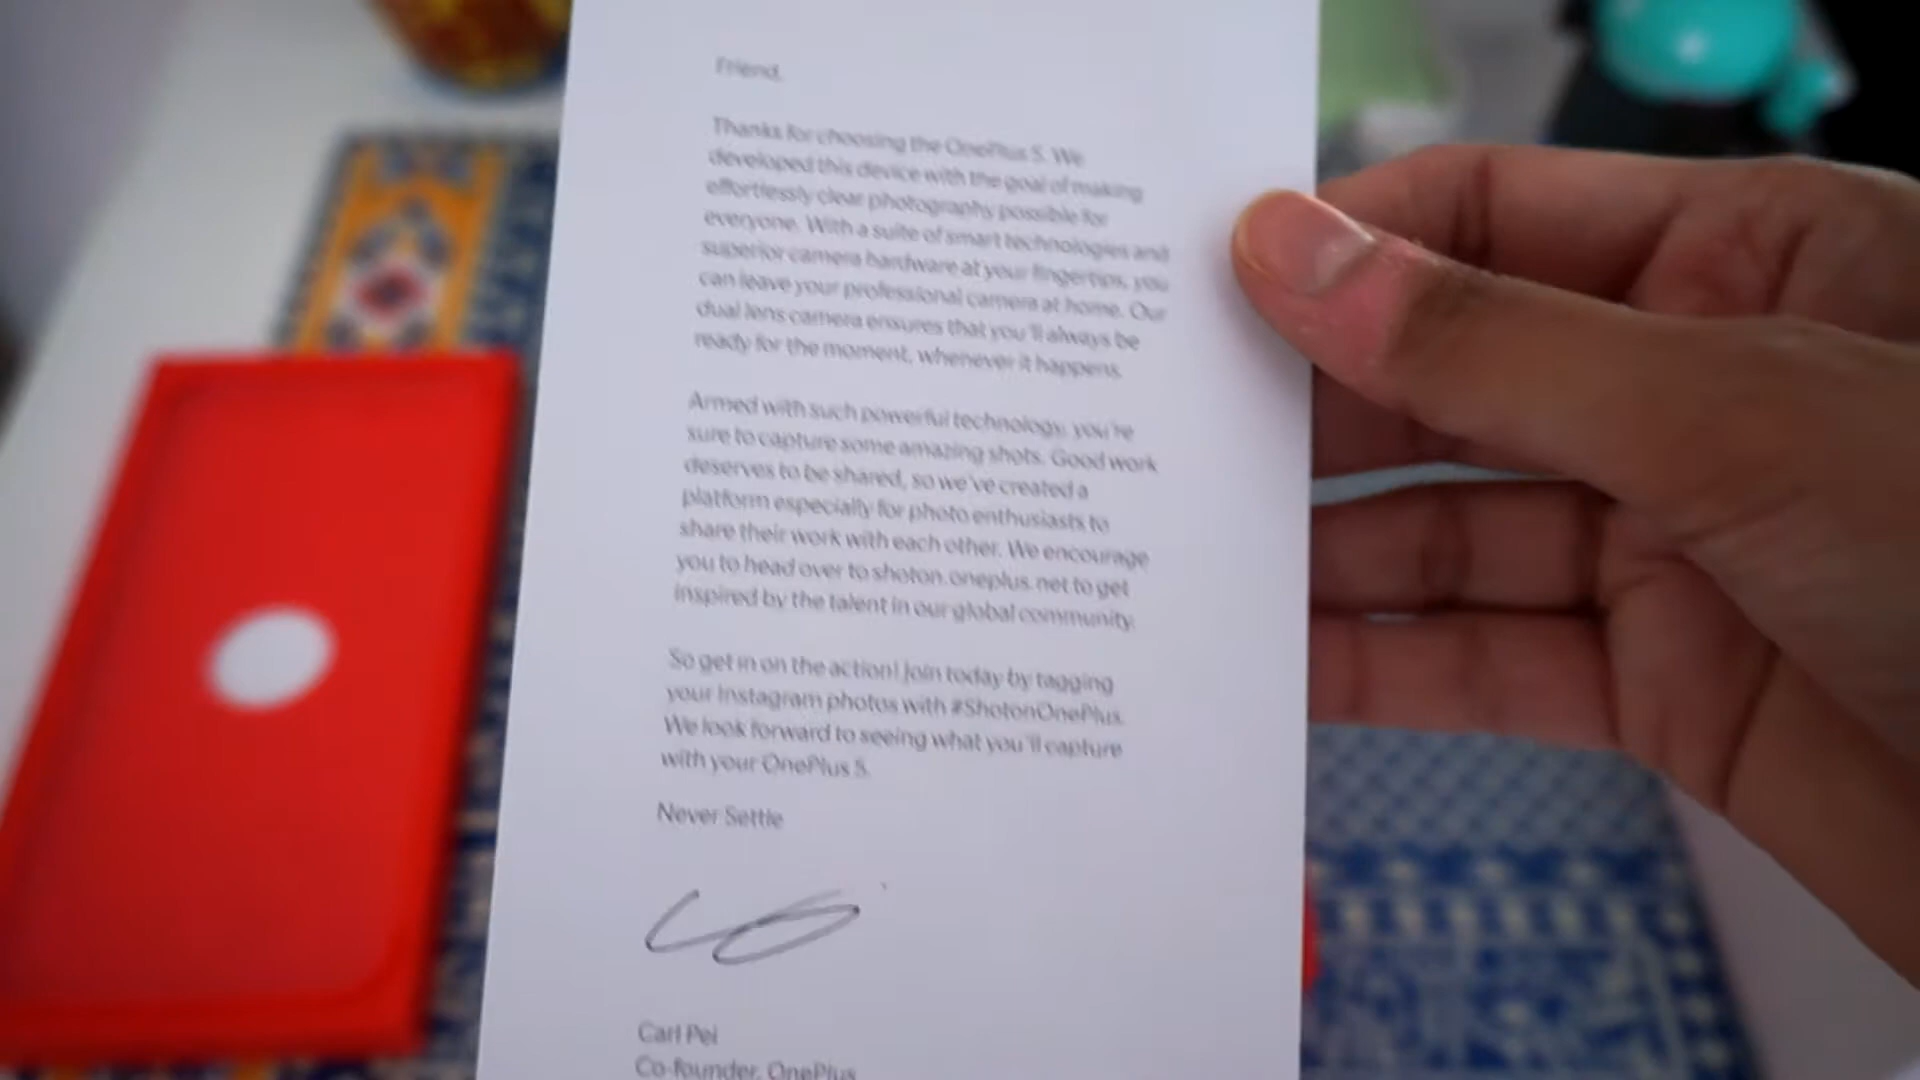 Friend,
Thanks for choosing the OnePlus 5. We
developed this device with the goal of making
effortlessly clear photography possible for
everyone. With a suite of smart technologies and
superior camera hardware at your fingertips, you
can leave your professional camera at home. Our
dual lens camera ensures that you'll always be
ready for the moment, whenever it happens.
Armed with such powerful technology, you're
sure to capture some amazing shots. Good work
deserves to be shared, so we've created a
platform especially for photo enthusiasts to
share their work with each other. We encourage
you to head over to shoton.oneplus.net to get
inspired by the talent in our global community.
So get in on the action! Join today by tagging
your Instagram photos with #ShotonOnePlus.
We look forward to seeing what you'll capture
with your OnePlus 5.
Never Settle
Carl Pei
Co-founder, OnePlus